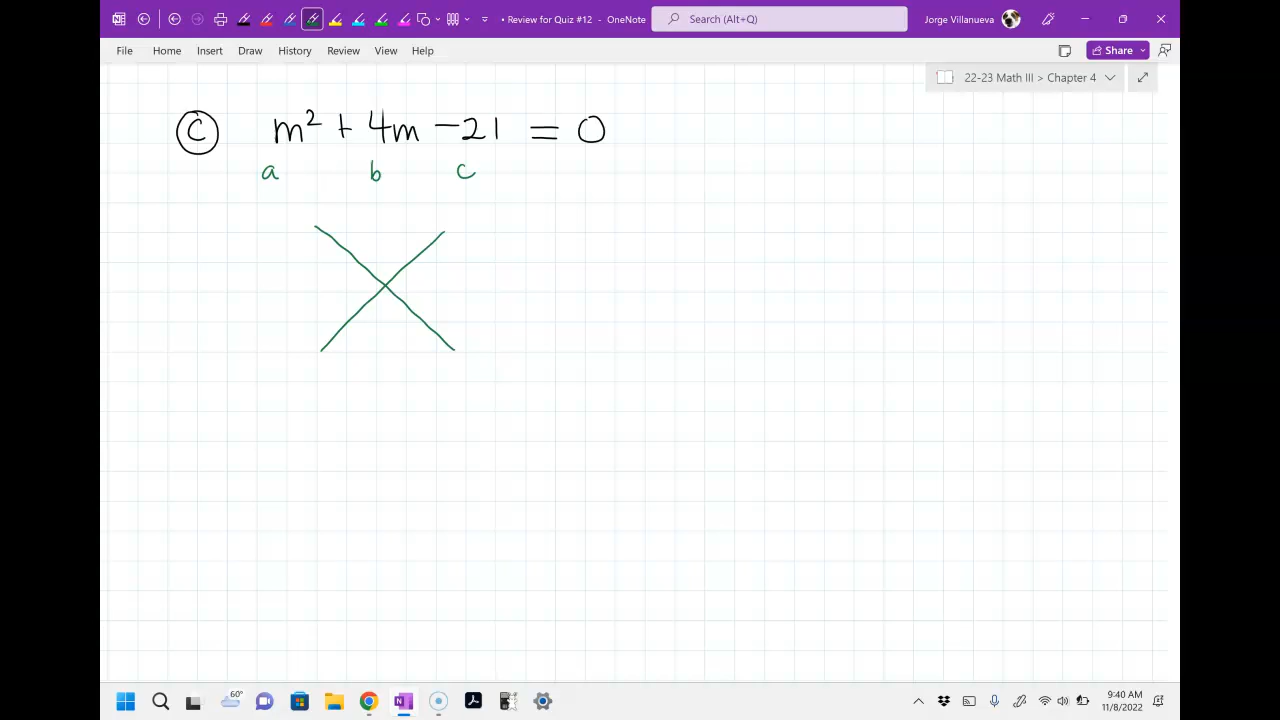 • Review for Quiz #12 - OneNote
Search (Alt+Q)
Jorge Villanueva
File Home Insert Draw History Review View Help
Share
22-23 Math III > Chapter 4
C m² + 4m - 21 = 0
a b c
60°
9:40 AM
11/8/2022